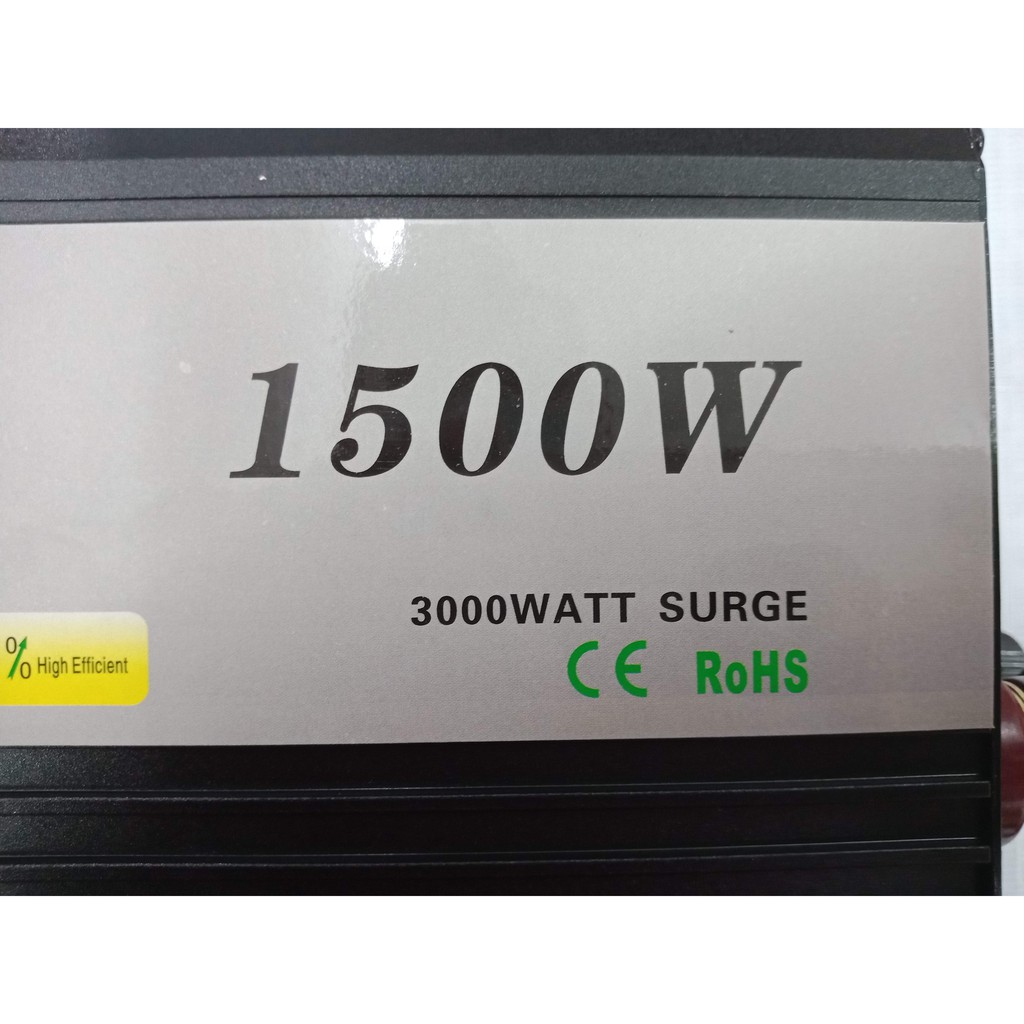 1500W
3000WATT SURGE
CE RoHS
% High Efficient